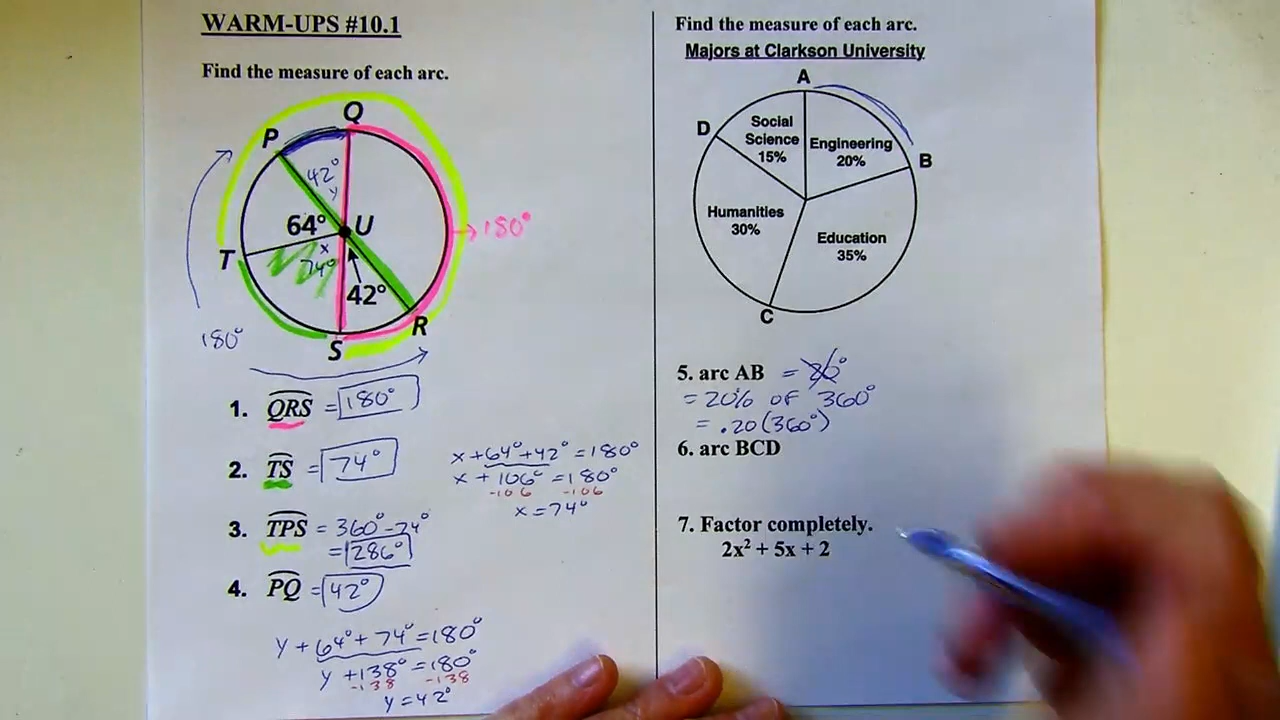 WARM-UPS #10.1
Find the measure of each arc.
Q
P
42°
y
64°
U
180°
x
T
74°
42°
R
180°
S
1. QRS = 180°
2. TS = 74°
x + 64° + 42° = 180°
x + 106° = 180°
-106 -106
x = 74°
3. TPS = 360° - 74°
= 286°
4. PQ = 42°
y + 64° + 74° = 180°
y + 138° = 180°
-138 -138
y = 42°
Find the measure of each arc.
Majors at Clarkson University
A
D
Social
Science
15%
Engineering
20%
B
Humanities
30%
Education
35%
C
5. arc AB = 20°
= 20% OF 360°
= .20(360°)
6. arc BCD
7. Factor completely.
2x² + 5x + 2